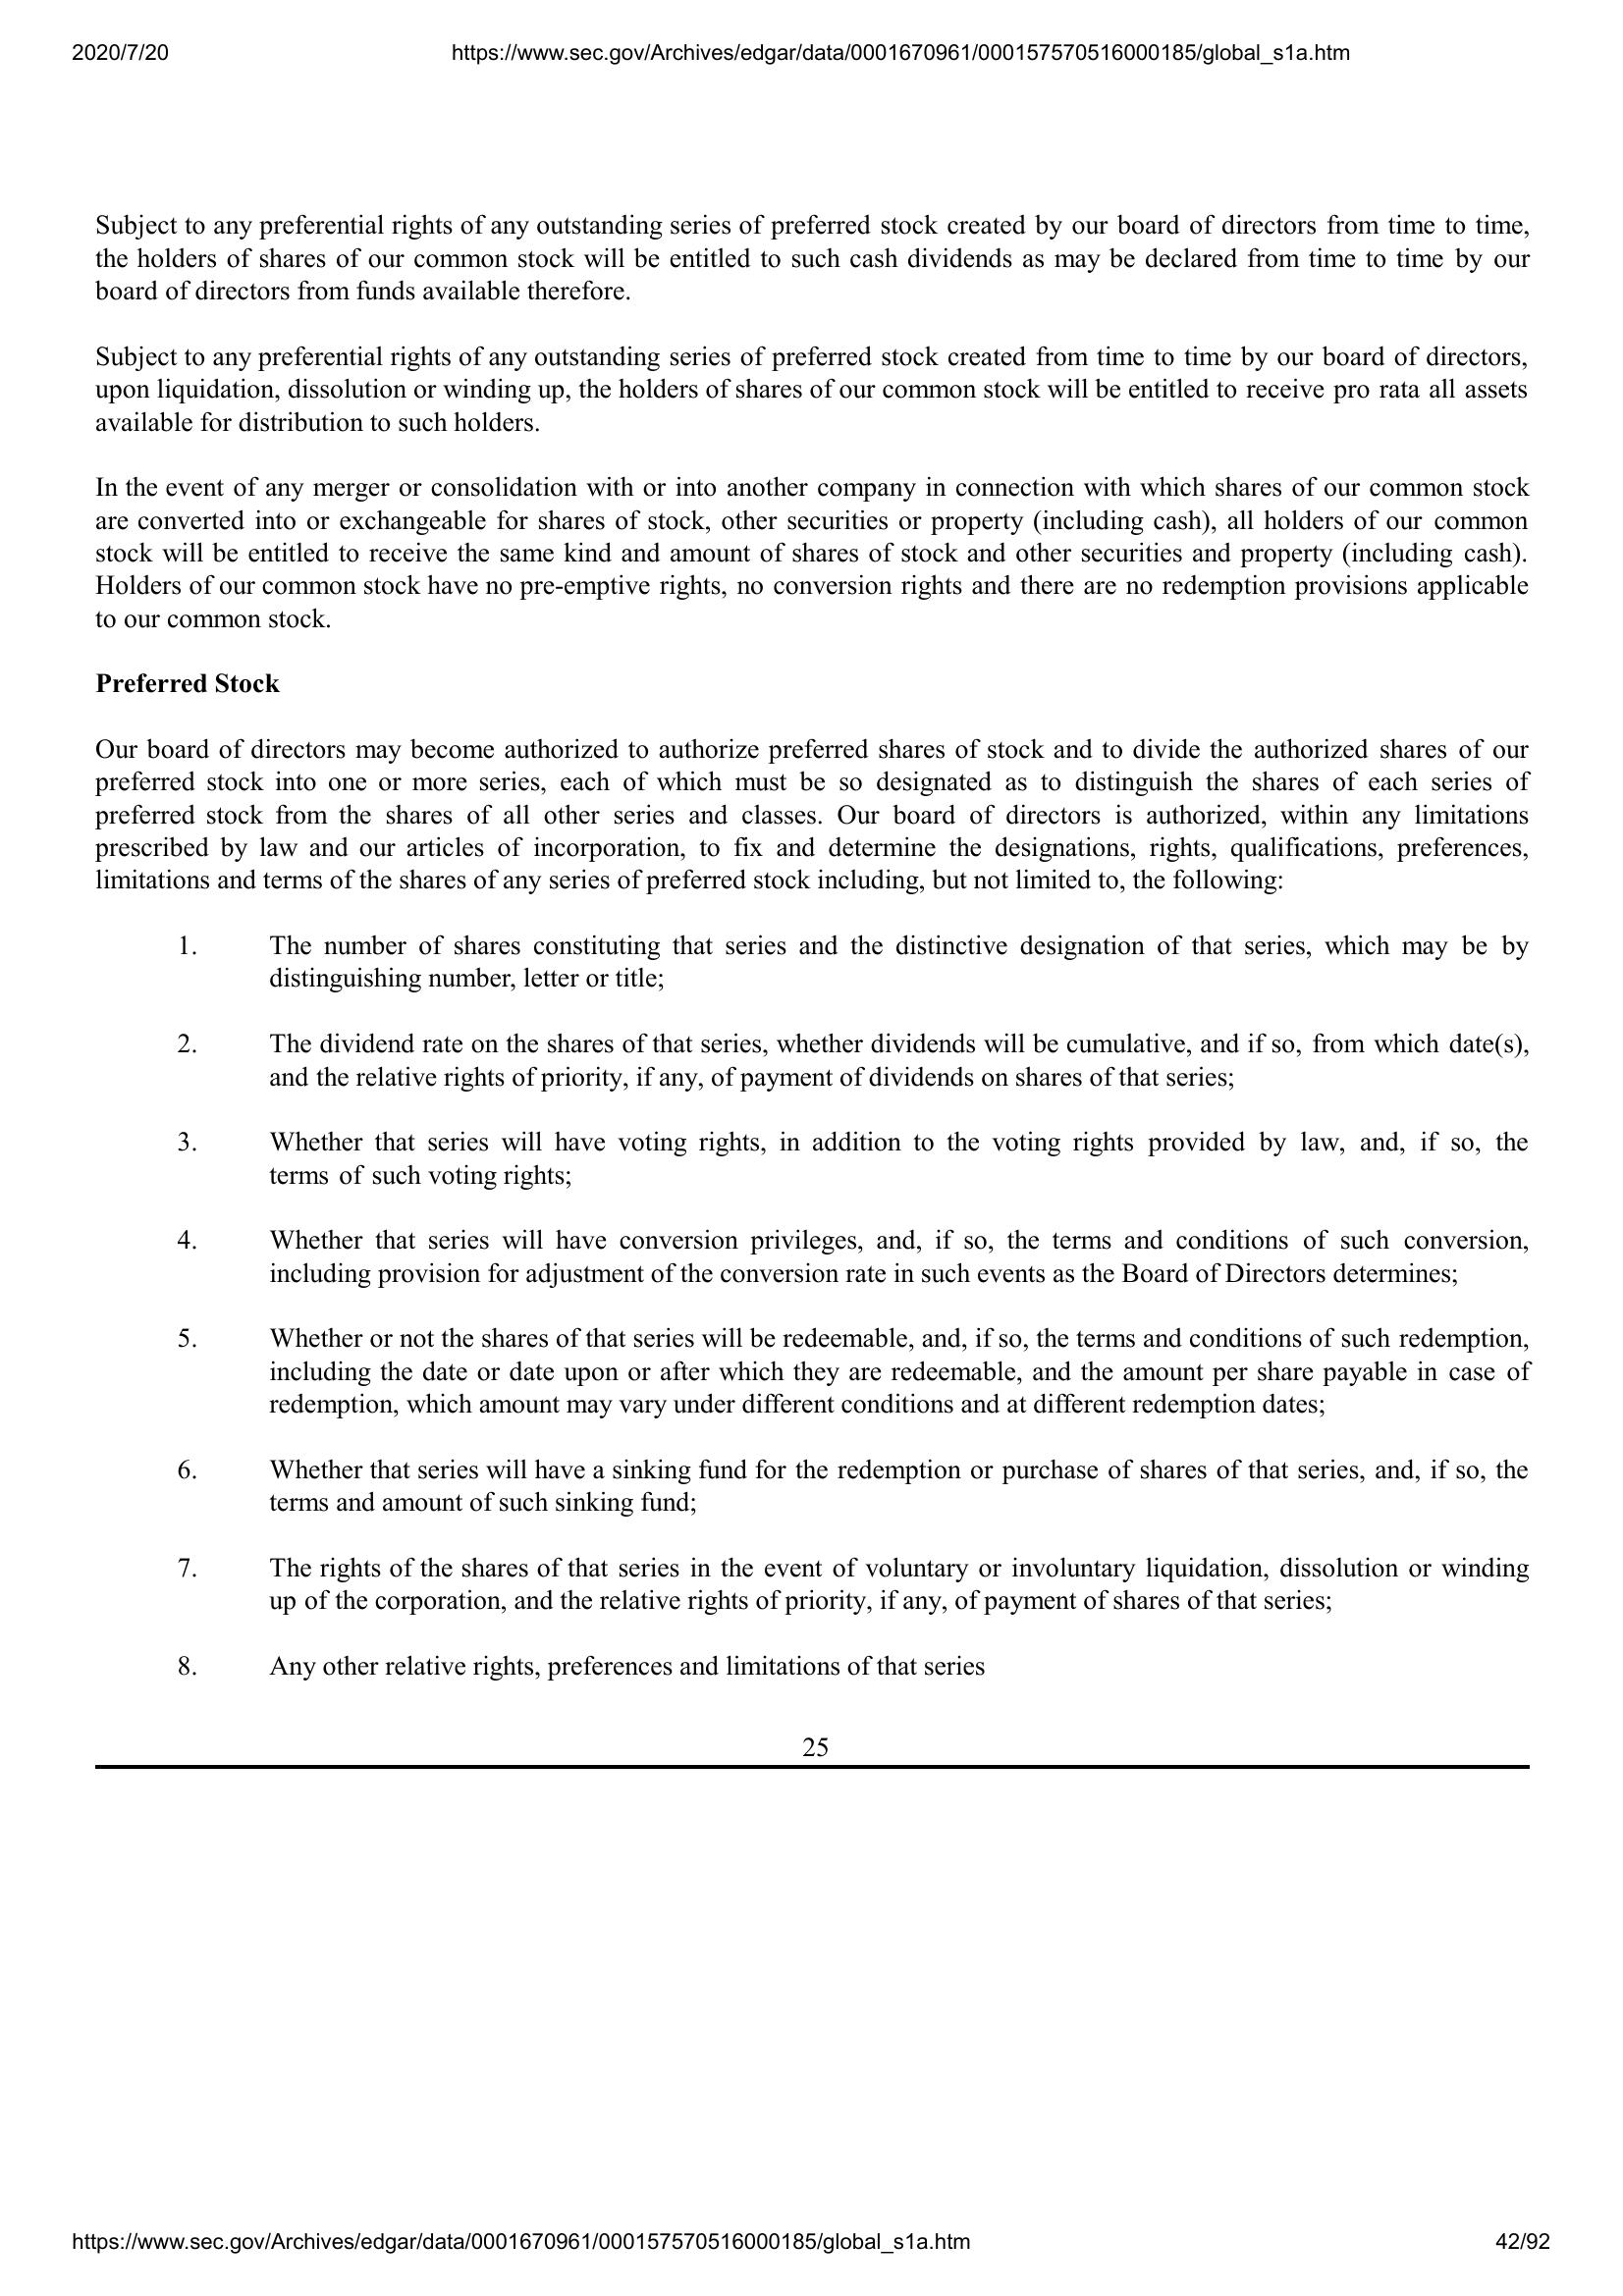 2020/7/20 https://www.sec.gov/Archives/edgar/data/0001670961/000157570516000185/global_s1a.htm
Subject to any preferential rights of any outstanding series of preferred stock created by our board of directors from time to time,
the holders of shares of our common stock will be entitled to such cash dividends as may be declared from time to time by our
board of directors from funds available therefore.
Subject to any preferential rights of any outstanding series of preferred stock created from time to time by our board of directors,
upon liquidation, dissolution or winding up, the holders of shares of our common stock will be entitled to receive pro rata all assets
available for distribution to such holders.
In the event of any merger or consolidation with or into another company in connection with which shares of our common stock
are converted into or exchangeable for shares of stock, other securities or property (including cash), all holders of our common
stock will be entitled to receive the same kind and amount of shares of stock and other securities and property (including cash).
Holders of our common stock have no pre-emptive rights, no conversion rights and there are no redemption provisions applicable
to our common stock.
Preferred Stock
Our board of directors may become authorized to authorize preferred shares of stock and to divide the authorized shares of our
preferred stock into one or more series, each of which must be so designated as to distinguish the shares of each series of
preferred stock from the shares of all other series and classes. Our board of directors is authorized, within any limitations
prescribed by law and our articles of incorporation, to fix and determine the designations, rights, qualifications, preferences,
limitations and terms of the shares of any series of preferred stock including, but not limited to, the following:
1. The number of shares constituting that series and the distinctive designation of that series, which may be by
distinguishing number, letter or title;
2. The dividend rate on the shares of that series, whether dividends will be cumulative, and if so, from which date(s),
and the relative rights of priority, if any, of payment of dividends on shares of that series;
3. Whether that series will have voting rights, in addition to the voting rights provided by law, and, if so, the
terms of such voting rights;
4. Whether that series will have conversion privileges, and, if so, the terms and conditions of such conversion,
including provision for adjustment of the conversion rate in such events as the Board of Directors determines;
5. Whether or not the shares of that series will be redeemable, and, if so, the terms and conditions of such redemption,
including the date or date upon or after which they are redeemable, and the amount per share payable in case of
redemption, which amount may vary under different conditions and at different redemption dates;
6. Whether that series will have a sinking fund for the redemption or purchase of shares of that series, and, if so, the
terms and amount of such sinking fund;
7. The rights of the shares of that series in the event of voluntary or involuntary liquidation, dissolution or winding
up of the corporation, and the relative rights of priority, if any, of payment of shares of that series;
8. Any other relative rights, preferences and limitations of that series
25
https://www.sec.gov/Archives/edgar/data/0001670961/000157570516000185/global_s1a.htm 42/92